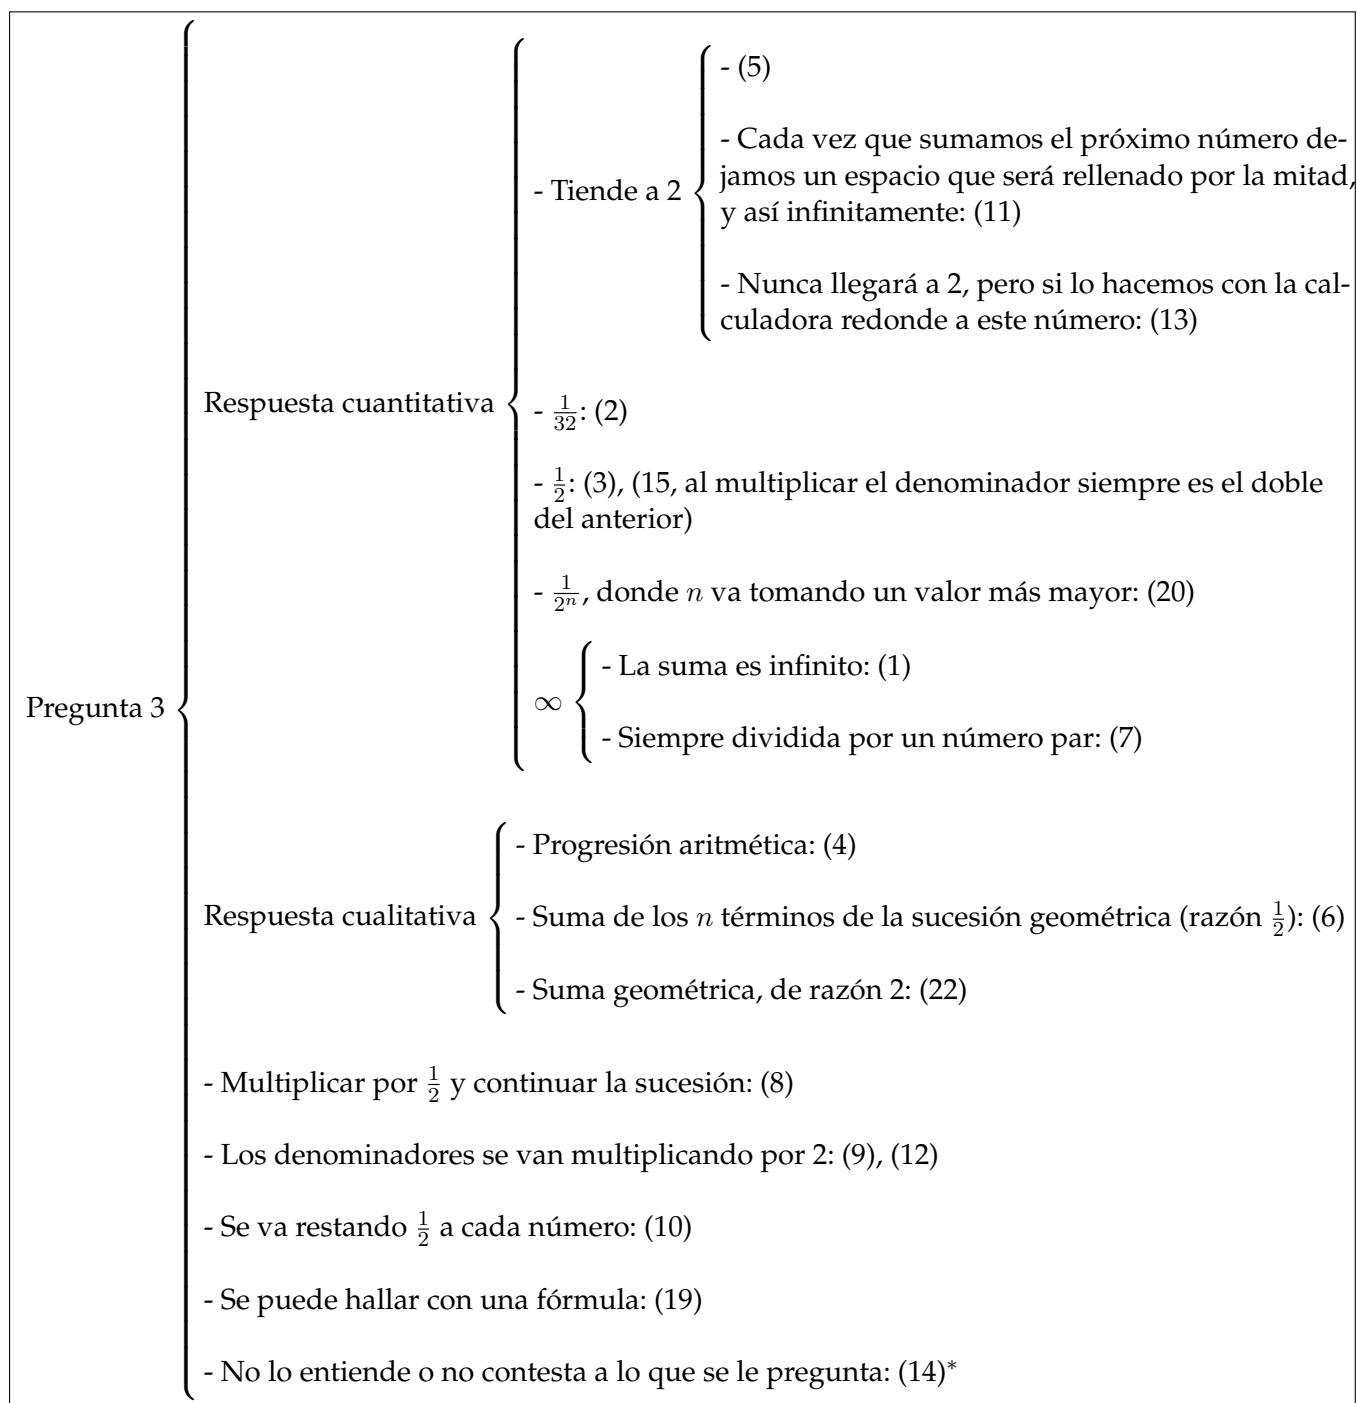 - (5)
- Cada vez que sumamos el próximo número de-
jamos un espacio que será rellenado por la mitad,
y así infinitamente: (11)
- Tiende a 2
- Nunca llegará a 2, pero si lo hacemos con la cal-
culadora redonde a este número: (13)
Respuesta cuantitativa
- 1/32: (2)
- 1/2: (3), (15, al multiplicar el denominador siempre es el doble
del anterior)
- 1/2^n, donde n va tomando un valor más mayor: (20)
∞
- La suma es infinito: (1)
- Siempre dividida por un número par: (7)
Pregunta 3
Respuesta cualitativa
- Progresión aritmética: (4)
- Suma de los n términos de la sucesión geométrica (razón 1/2): (6)
- Suma geométrica, de razón 2: (22)
- Multiplicar por 1/2 y continuar la sucesión: (8)
- Los denominadores se van multiplicando por 2: (9), (12)
- Se va restando 1/2 a cada número: (10)
- Se puede hallar con una fórmula: (19)
- No lo entiende o no contesta a lo que se le pregunta: (14)*